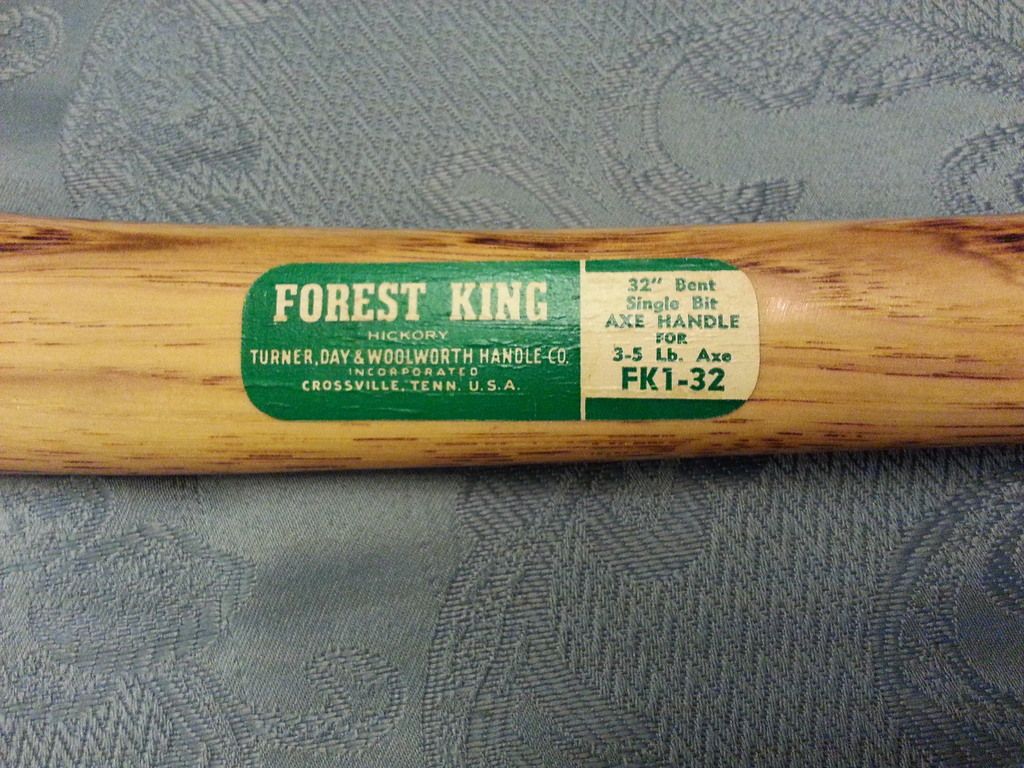 FOREST KING
HICKORY
TURNER, DAY & WOOLWORTH HANDLE CO.
INCORPORATED
CROSSVILLE, TENN. U.S.A.
32" Bent
Single Bit
AXE HANDLE
FOR
3-5 Lb. Axe
FK1-32